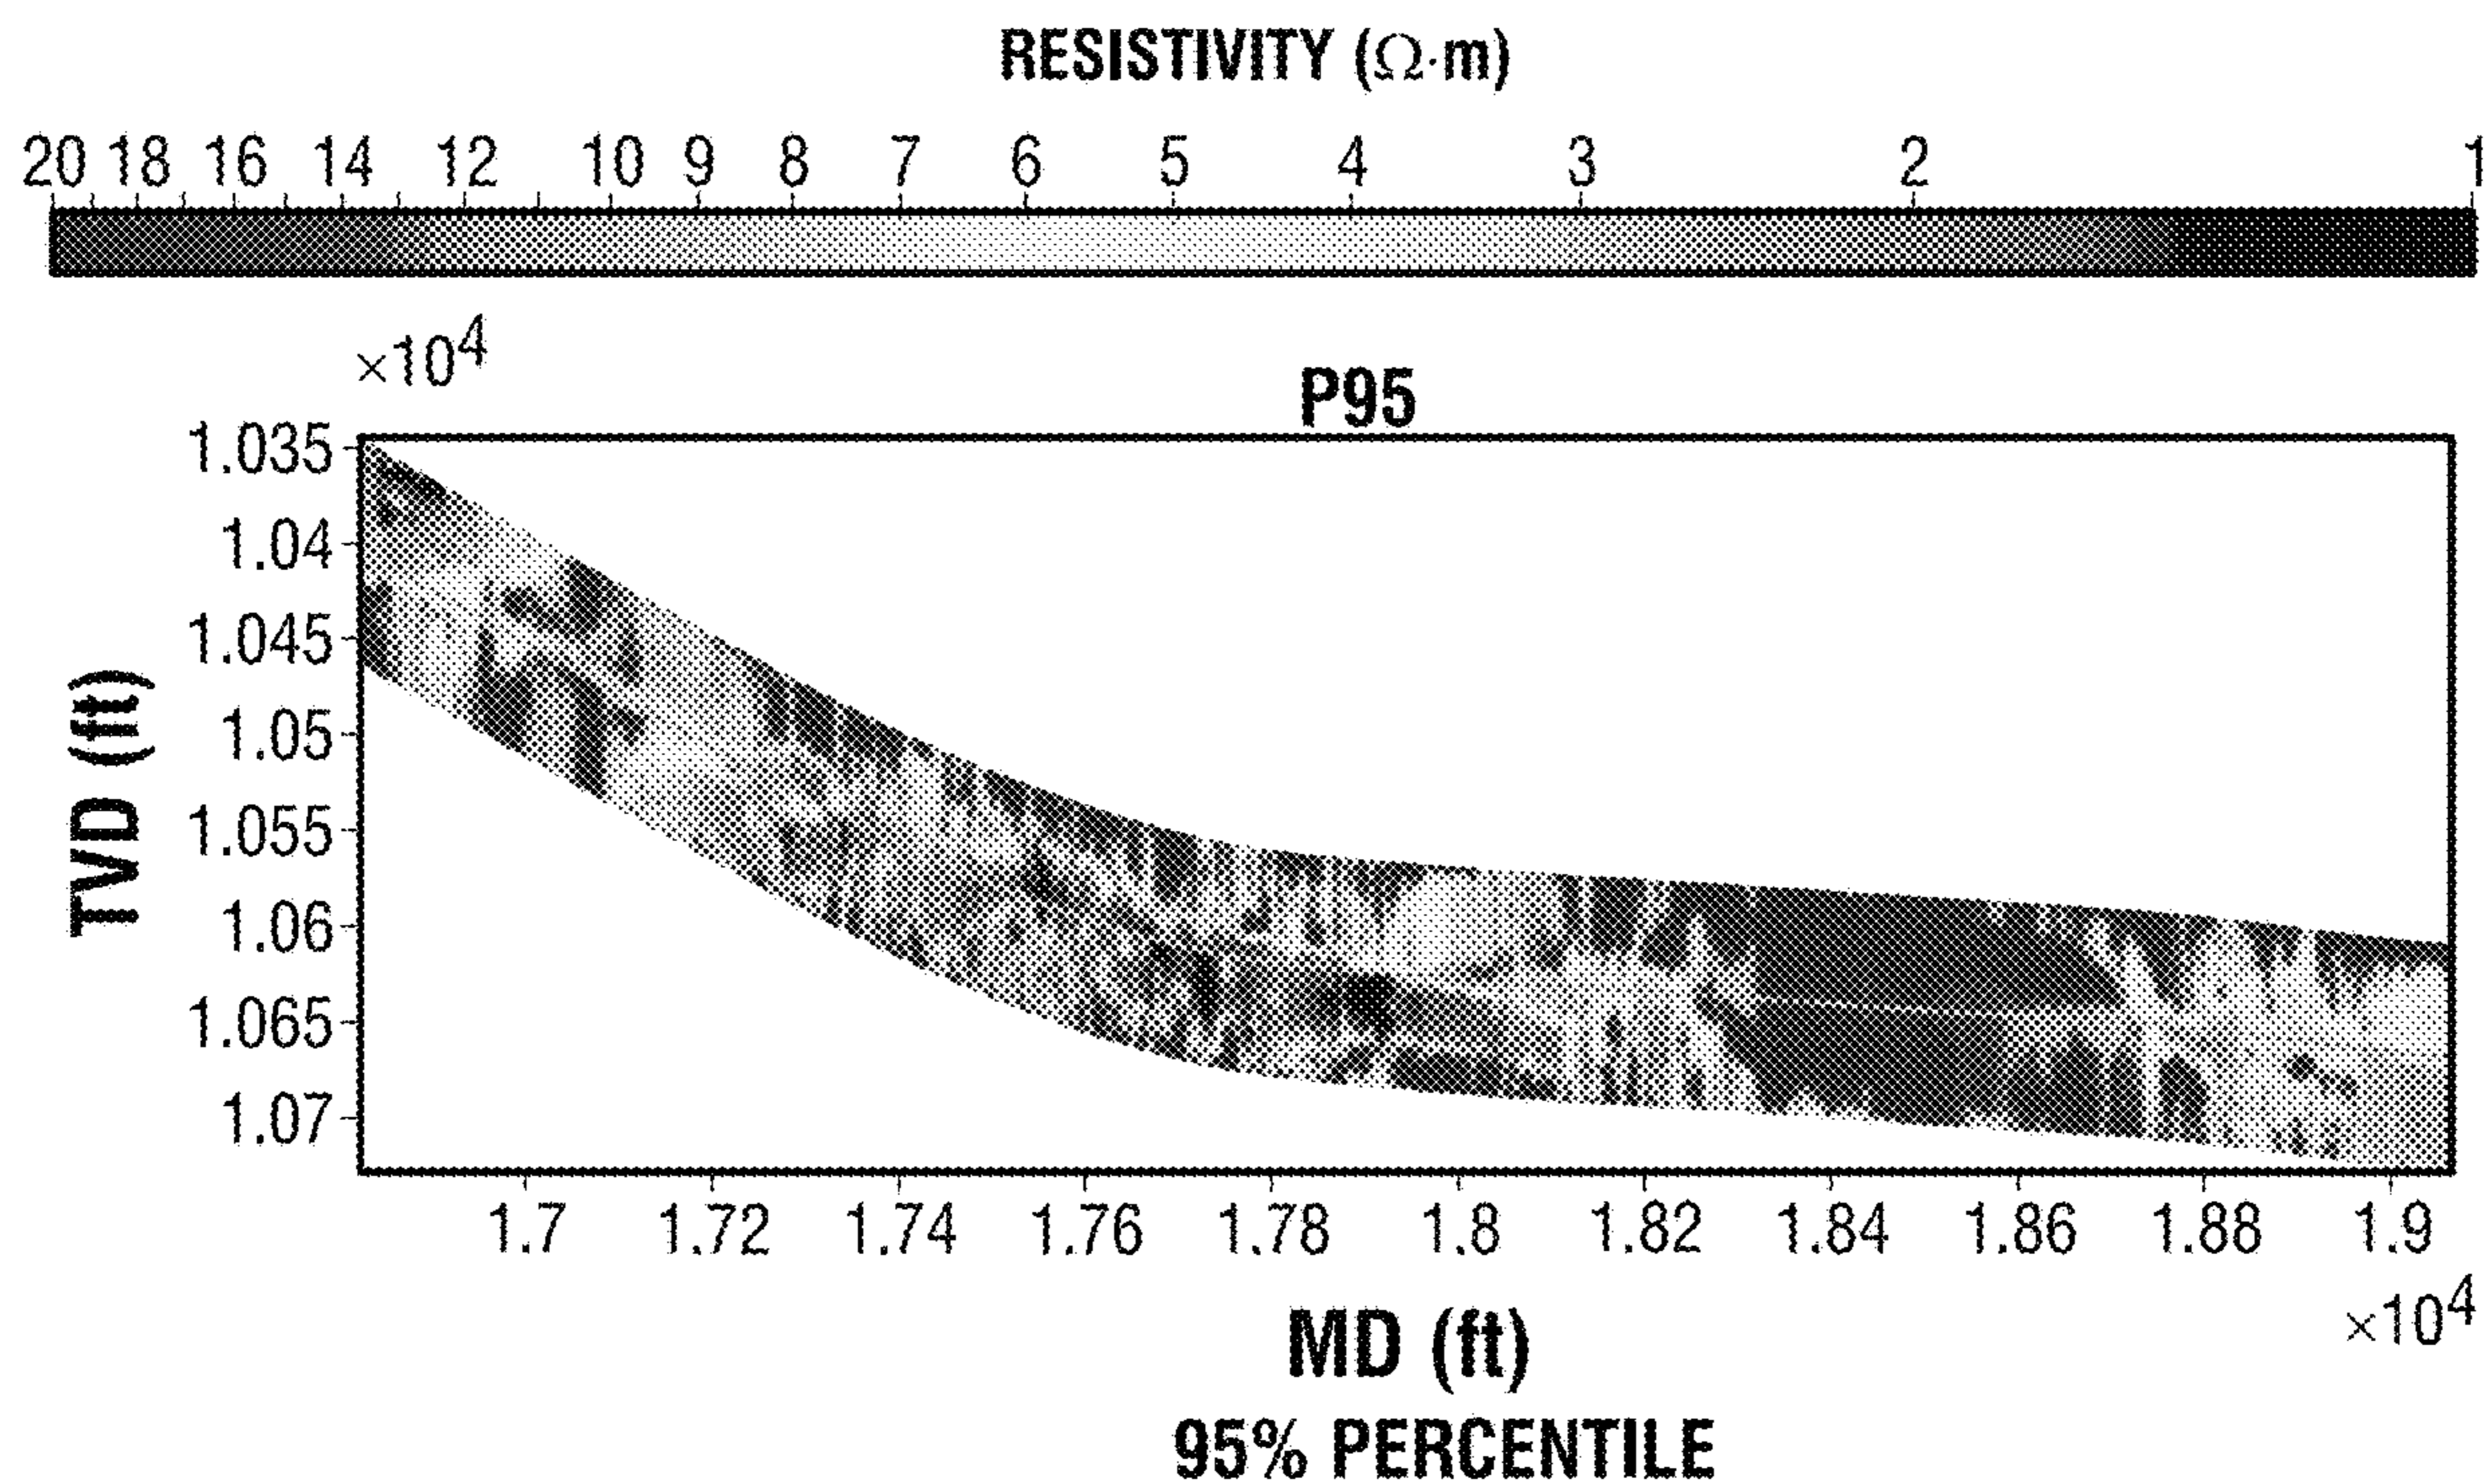 RESISTIVITY (Ω·m)
20 18 16 14 12 10 9 8 7 6 5 4 3 2 1
×10⁴
P95
1.035
1.04
1.045
1.05
1.055
1.06
1.065
1.07
TVD (ft)
1.7 1.72 1.74 1.76 1.78 1.8 1.82 1.84 1.86 1.88 1.9
×10⁴
MD (ft)
95% PERCENTILE